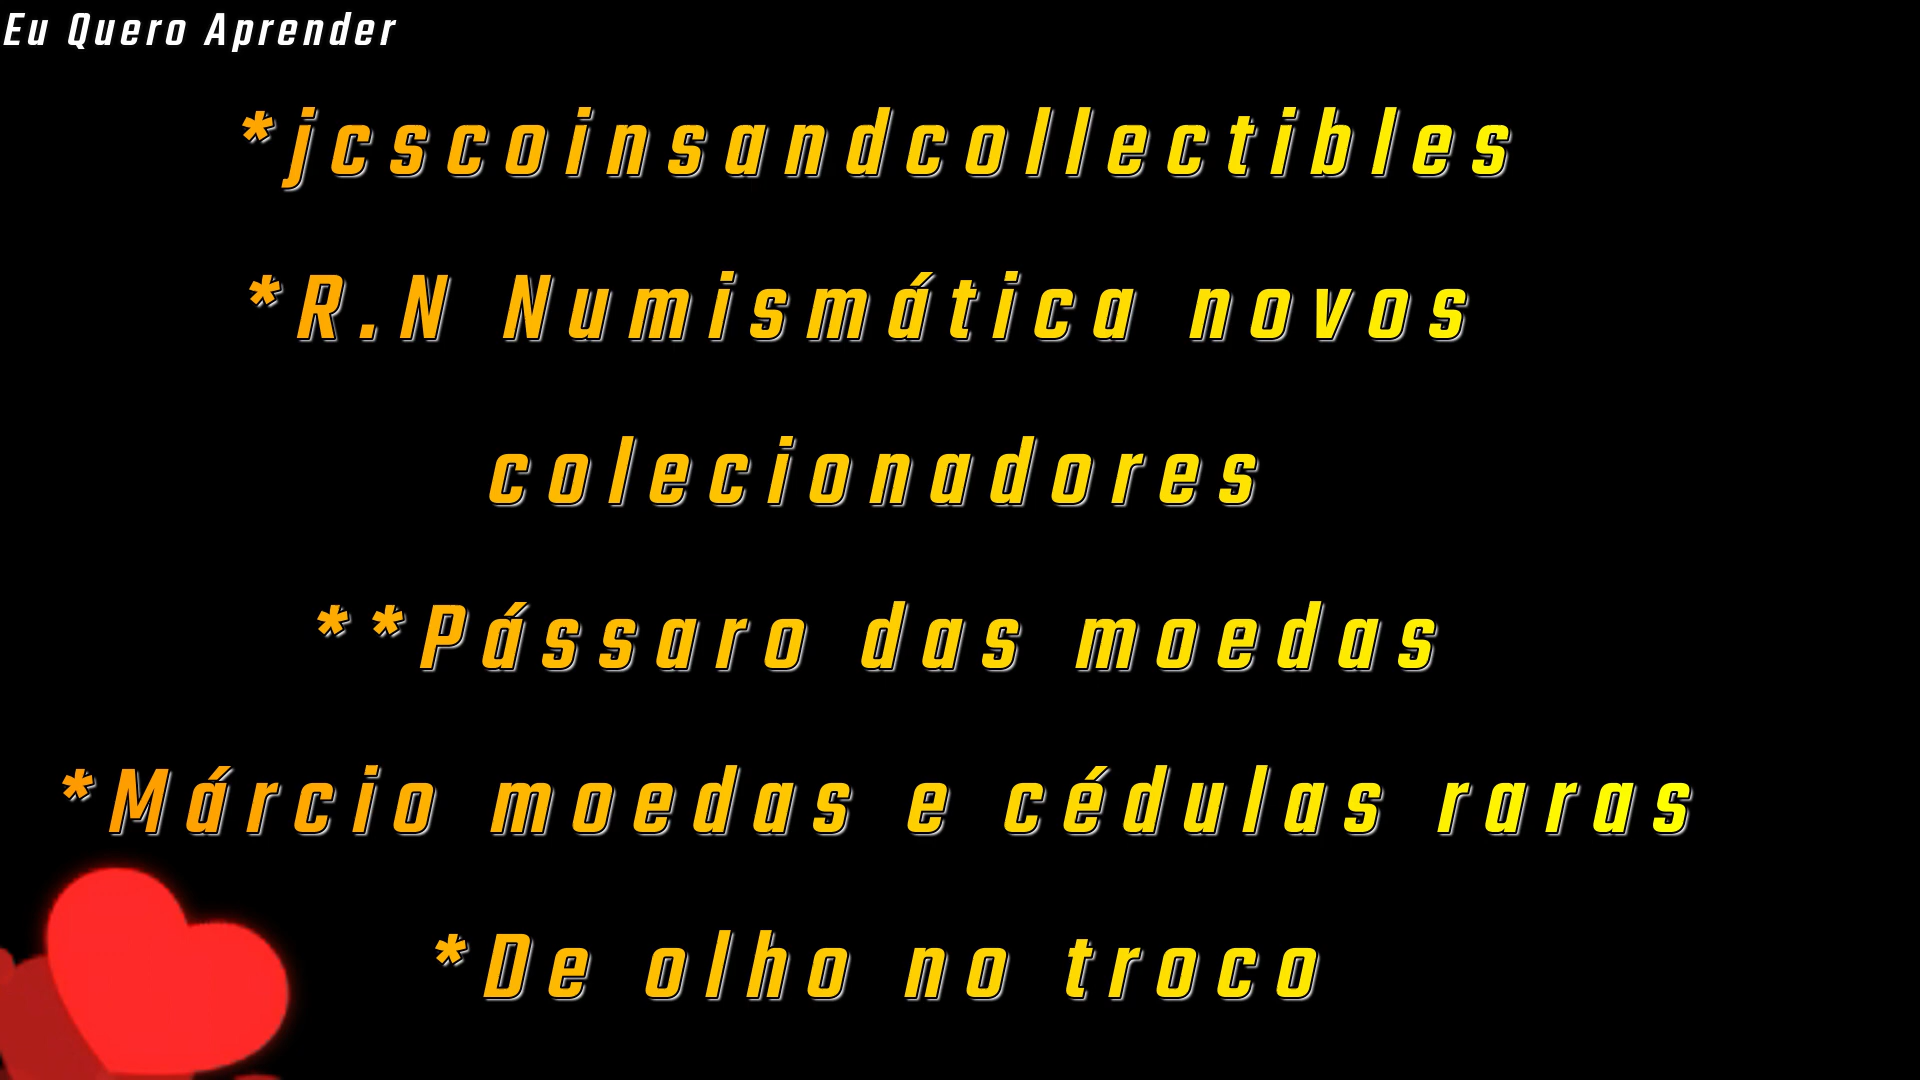 Eu Quero Aprender
*jcscoinsandcollectibles
*R.N Numismática novos
colecionadores
**Pássaro das moedas
*Márcio moedas e cédulas raras
*De olho no troco